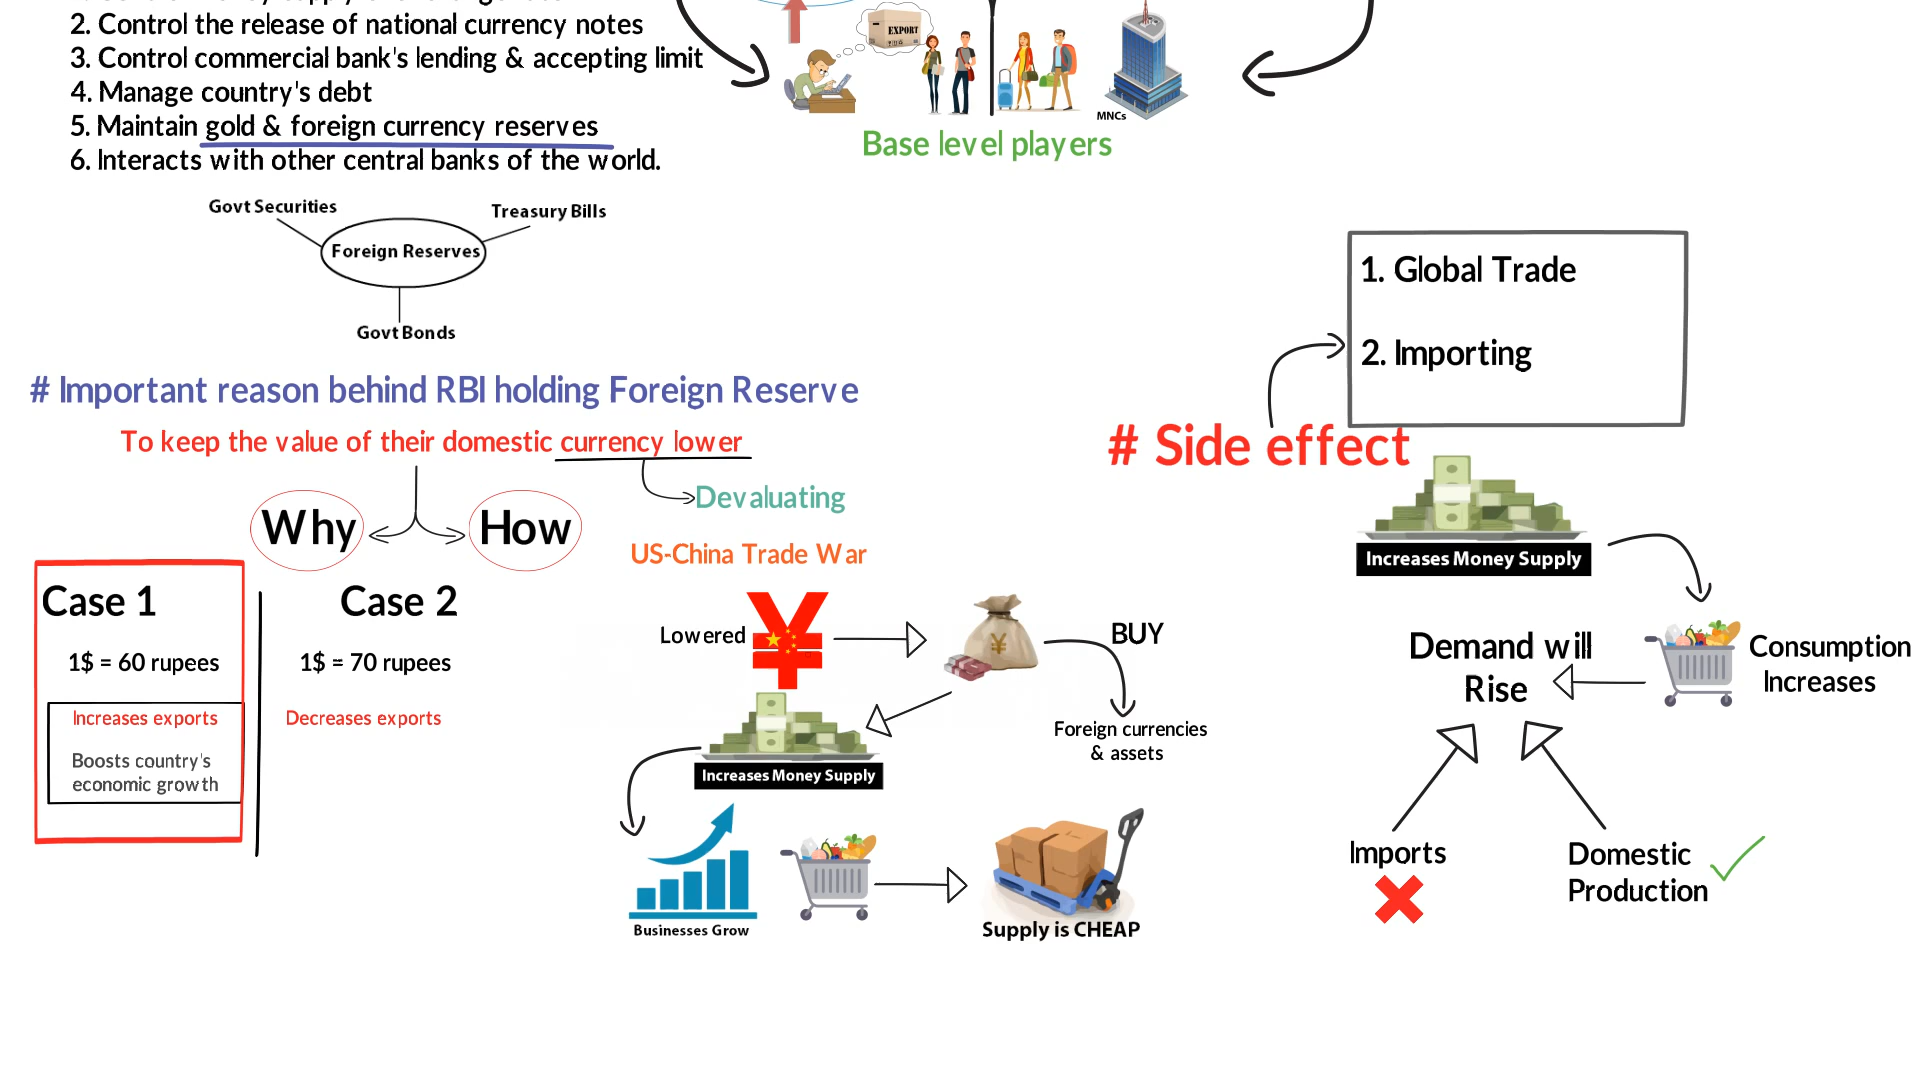 2. Control the release of national currency notes
3. Control commercial bank's lending & accepting limit
4. Manage country's debt
5. Maintain gold & foreign currency reserves
6. Interacts with other central banks of the world.
EXPORT
MNCs
Base level players
Govt Securities
Treasury Bills
Foreign Reserves
Govt Bonds
# Important reason behind RBI holding Foreign Reserve
To keep the value of their domestic currency lower
Devaluating
Why
How
Case 1
1$ = 60 rupees
Increases exports
Boosts country's
economic growth
Case 2
1$ = 70 rupees
Decreases exports
US-China Trade War
Lowered
¥
¥
BUY
Foreign currencies
& assets
Increases Money Supply
Businesses Grow
Supply is CHEAP
1. Global Trade
2. Importing
# Side effect
Increases Money Supply
Consumption
Increases
Demand will
Rise
Imports
Domestic
Production